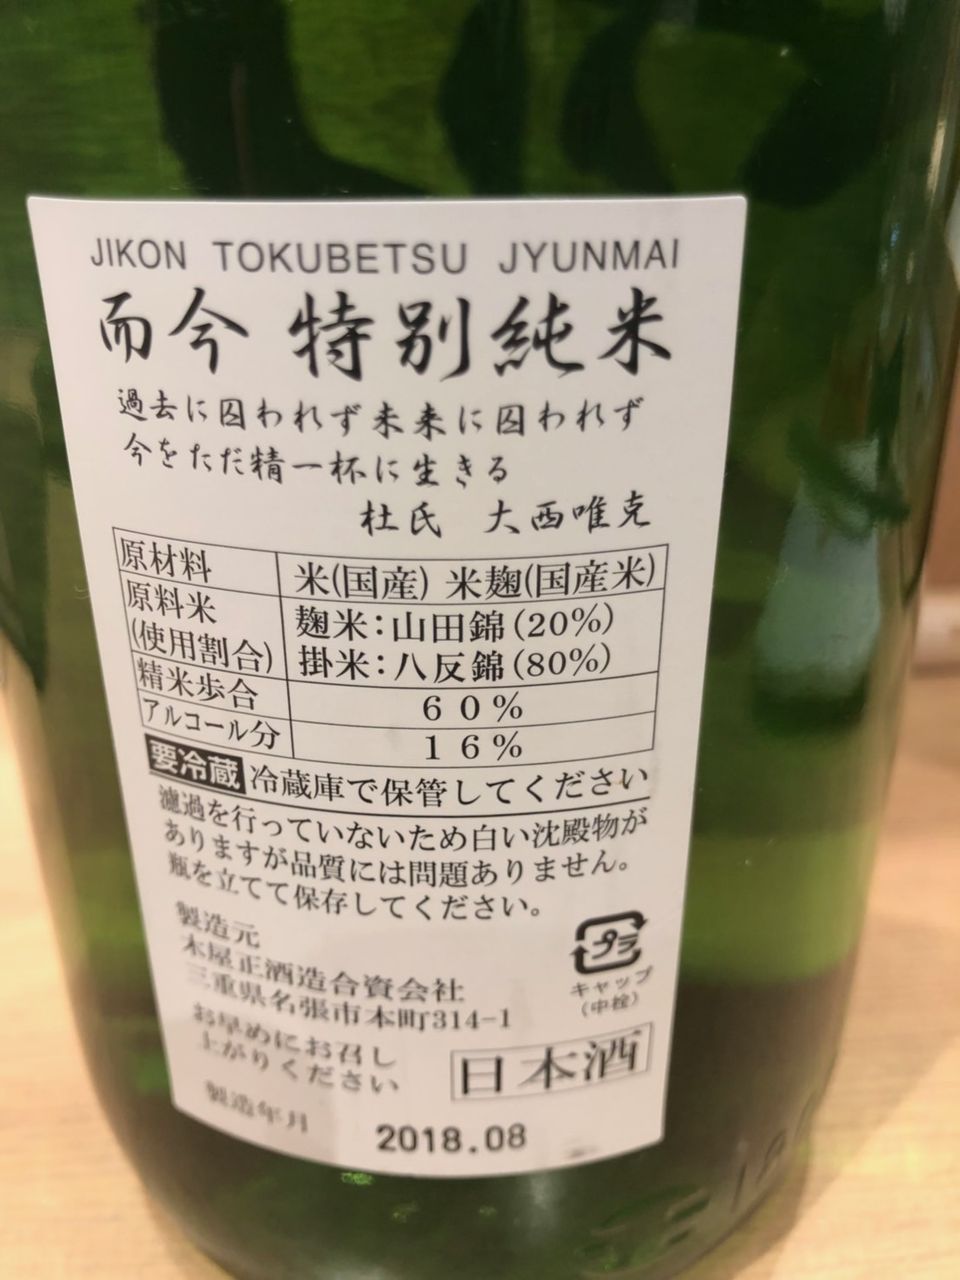 JIKON TOKUBETSU JYUNMAI
而今 特別純米
過去に囚われず未来に囚われず
今をただ精一杯に生きる
杜氏 大西唯克
原材料 米(国産) 米麹(国産米)
原料米 麹米:山田錦(20%)
(使用割合) 掛米:八反錦(80%)
精米歩合 60%
アルコール分 16%
要冷蔵 冷蔵庫で保管してください
濾過を行っていないため白い沈殿物が
ありますが品質には問題ありません。
瓶を立てて保存してください。
製造元
木屋正酒造合資会社
三重県名張市本町314-1
プラ
キャップ
(中栓)
お早めにお召し
上がりください
日本酒
製造年月 2018.08